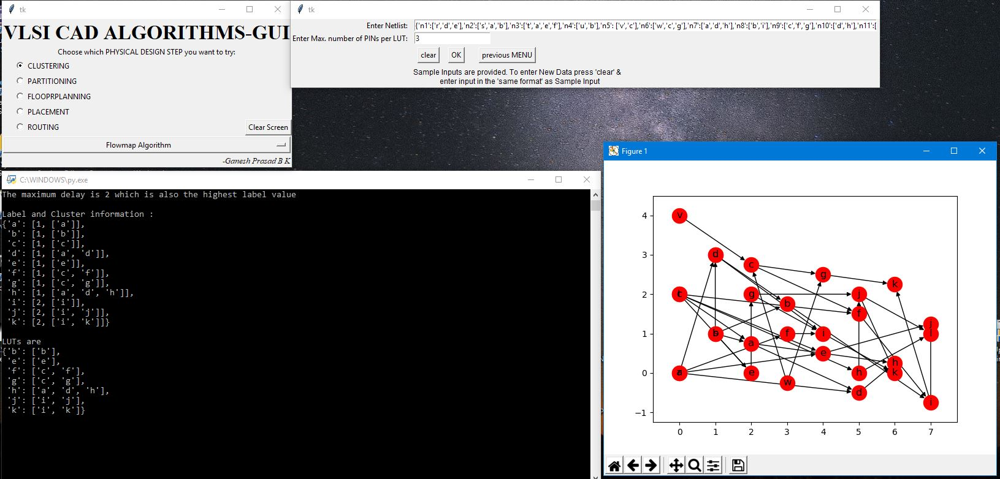 tk
VLSI CAD ALGORITHMS-GUI
Choose which PHYSICAL DESIGN STEP you want to try:
CLUSTERING
PARTITIONING
FLOOPRPLANNING
PLACEMENT
ROUTING
Clear Screen
Flowmap Algorithm
-Ganesh Prasad B K
tk
Enter Netlist: {'n1':['r','d','e'],'n2':['s','a','b'],'n3':['t','a','e','f'],'n4':['u','b'],'n5': ['v','c'],'n6':['w','c','g'],'n7':['a','d','h'],'n8':['b','i'],'n9':['c','f','g'],'n10':['d','h'],'n11':[
Enter Max. number of PINs per LUT: 3
clear OK previous MENU
Sample Inputs are provided. To enter New Data press 'clear' &
enter input in the 'same format' as Sample Input
C:\WINDOWS\py.exe
The maximum delay is 2 which is also the highest label value
Label and Cluster information :
{'a': [1, ['a']],
'b': [1, ['b']],
'c': [1, ['c']],
'd': [1, ['a', 'd']],
'e': [1, ['e']],
'f': [1, ['c', 'f']],
'g': [1, ['c', 'g']],
'h': [1, ['a', 'd', 'h']],
'i': [2, ['i']],
'j': [2, ['i', 'j']],
'k': [2, ['i', 'k']]}
LUTs are
{'b': ['b'],
'e': ['e'],
'f': ['c', 'f'],
'g': ['c', 'g'],
'h': ['a', 'd', 'h'],
'j': ['i', 'j'],
'k': ['i', 'k']}
Figure 1
4
3
2
1
0
−1
v
d
c
g
k
t
g
j
b
f
j
f
i
l
a
e
h
e
h
k
w
d
i
0 1 2 3 4 5 6 7